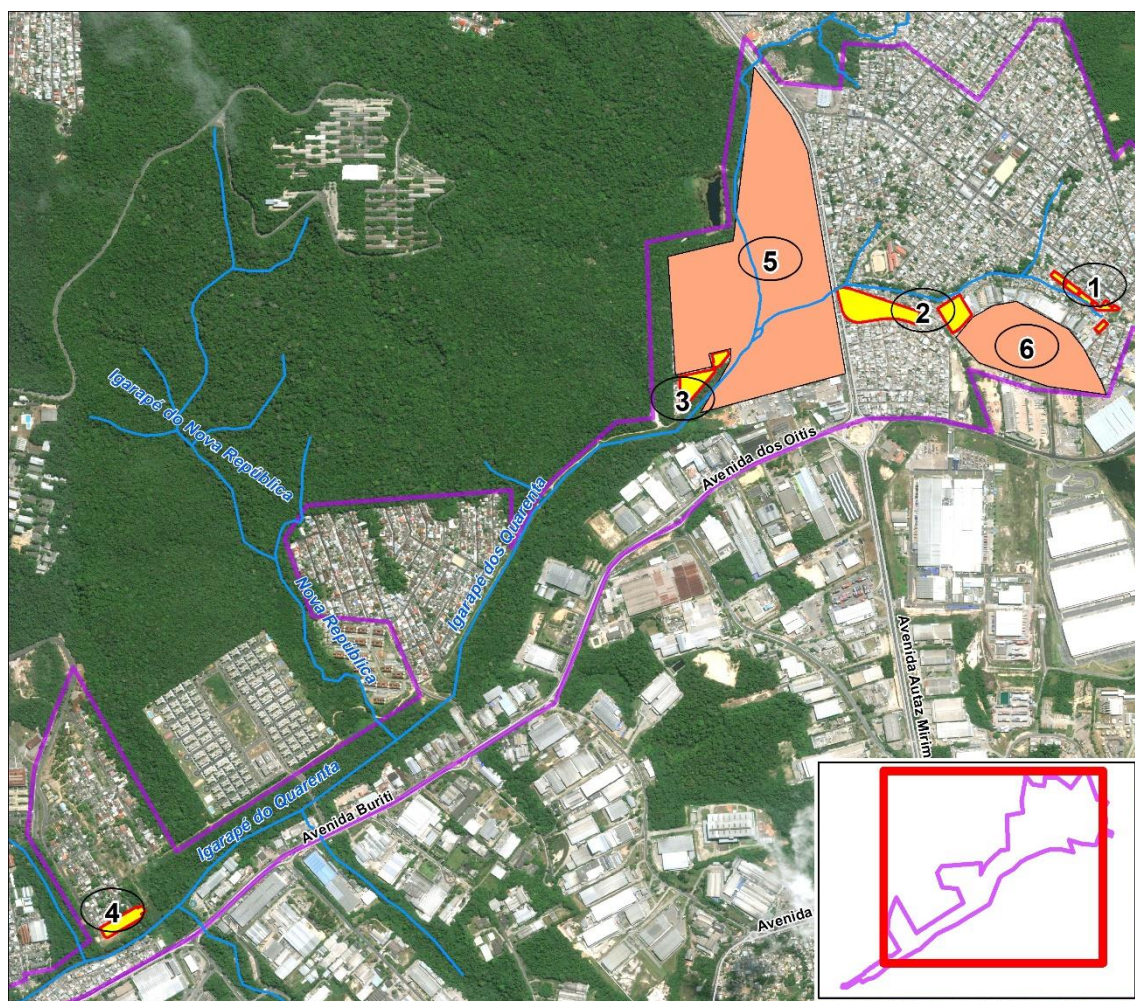 5
1
2
6
3
Igarapé do Nova República
Avenida dos Oitis
Igarapé dos Quarenta
Nova República
Avenida Autaz Mirim
Igarapé do Quarenta
Avenida Buriti
4
Avenida